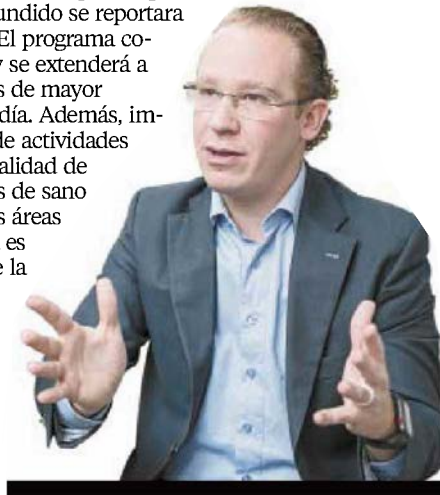 undido se reportara
El programa co-
y se extenderá a
s de mayor
día. Además, im-
de actividades
alidad de
s de sano
s áreas
es
e la